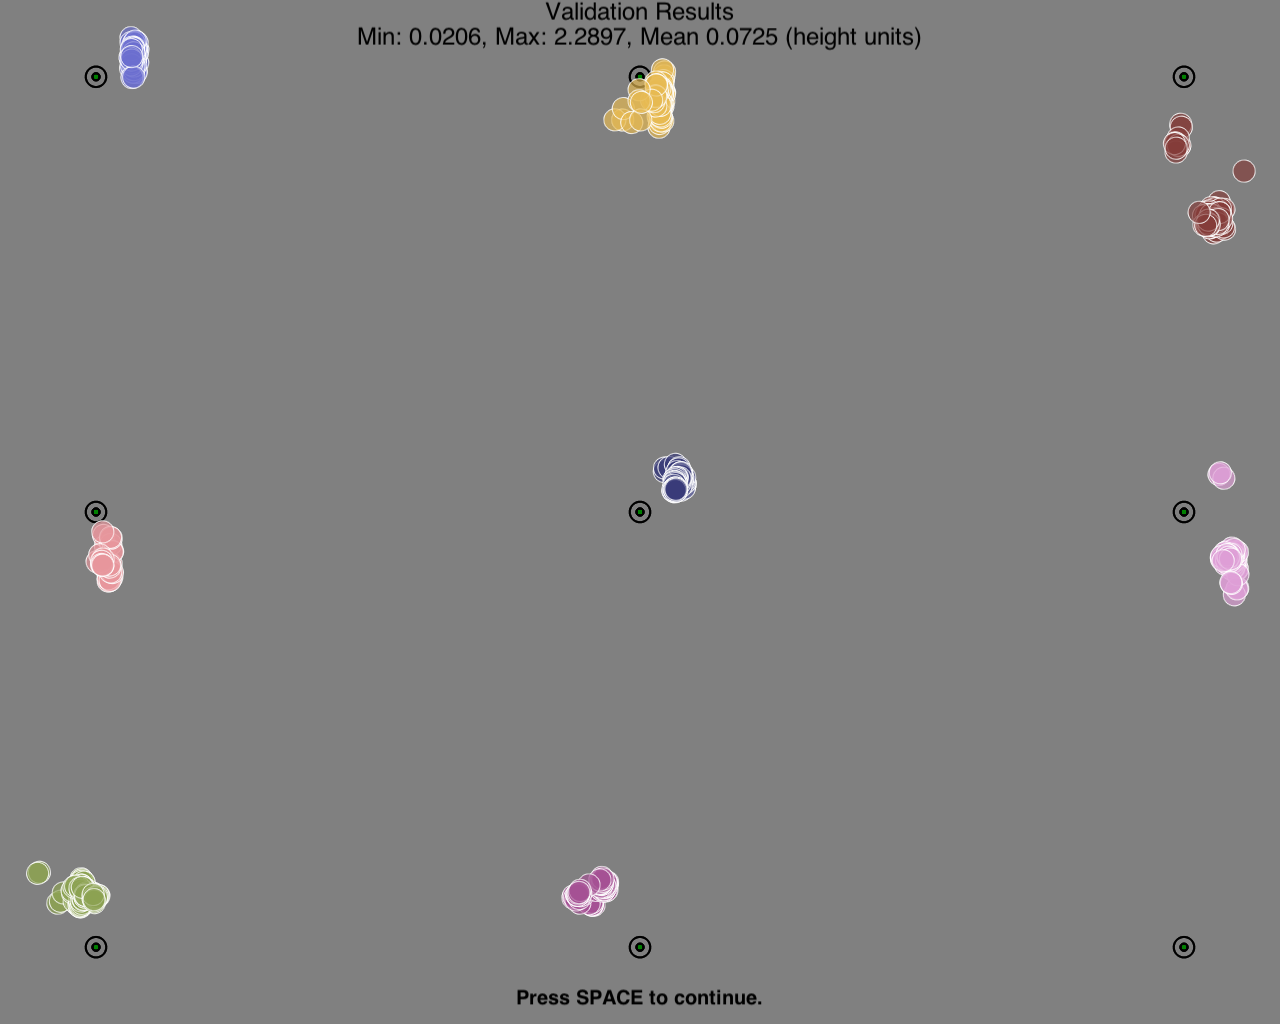 Validation Results
Min: 0.0206, Max: 2.2897, Mean 0.0725 (height units)
Press SPACE to continue.